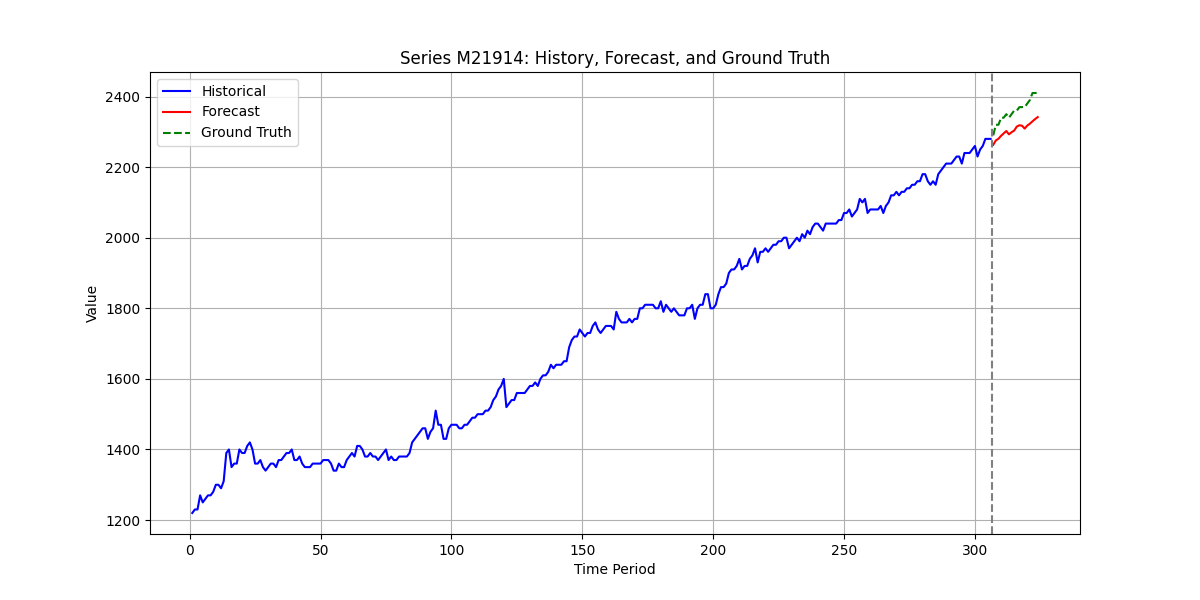 Series M21914: History, Forecast, and Ground Truth
Historical
Forecast
Ground Truth
2400
2200
2000
1800
1600
1400
1200
Value
0 50 100 150 200 250 300
Time Period